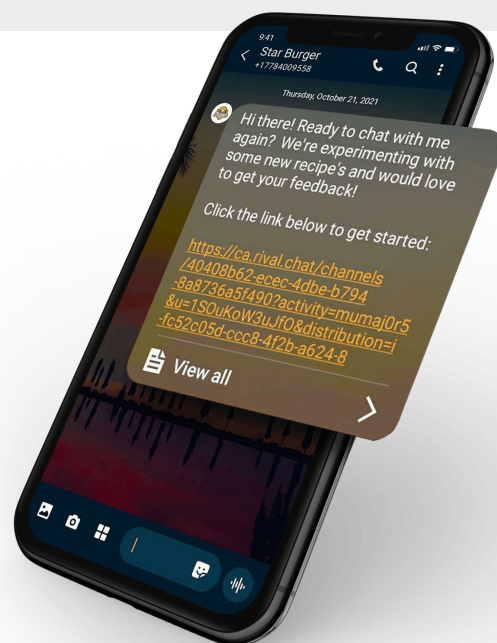 9:41
Star Burger
+17784009558
Thursday, October 21, 2021
Hi there! Ready to chat with me
again?  We're experimenting with
some new recipe's and would love
to get your feedback!
Click the link below to get started:
https://ca.rival.chat/channels
/40408b62-ecec-4dbe-b794
-8a8736a5f490?activity=mumaj0r5
&u=1SOuKoW3uJfO&distribution=i
-fc52c05d-ccc8-4f2b-a624-8
View all